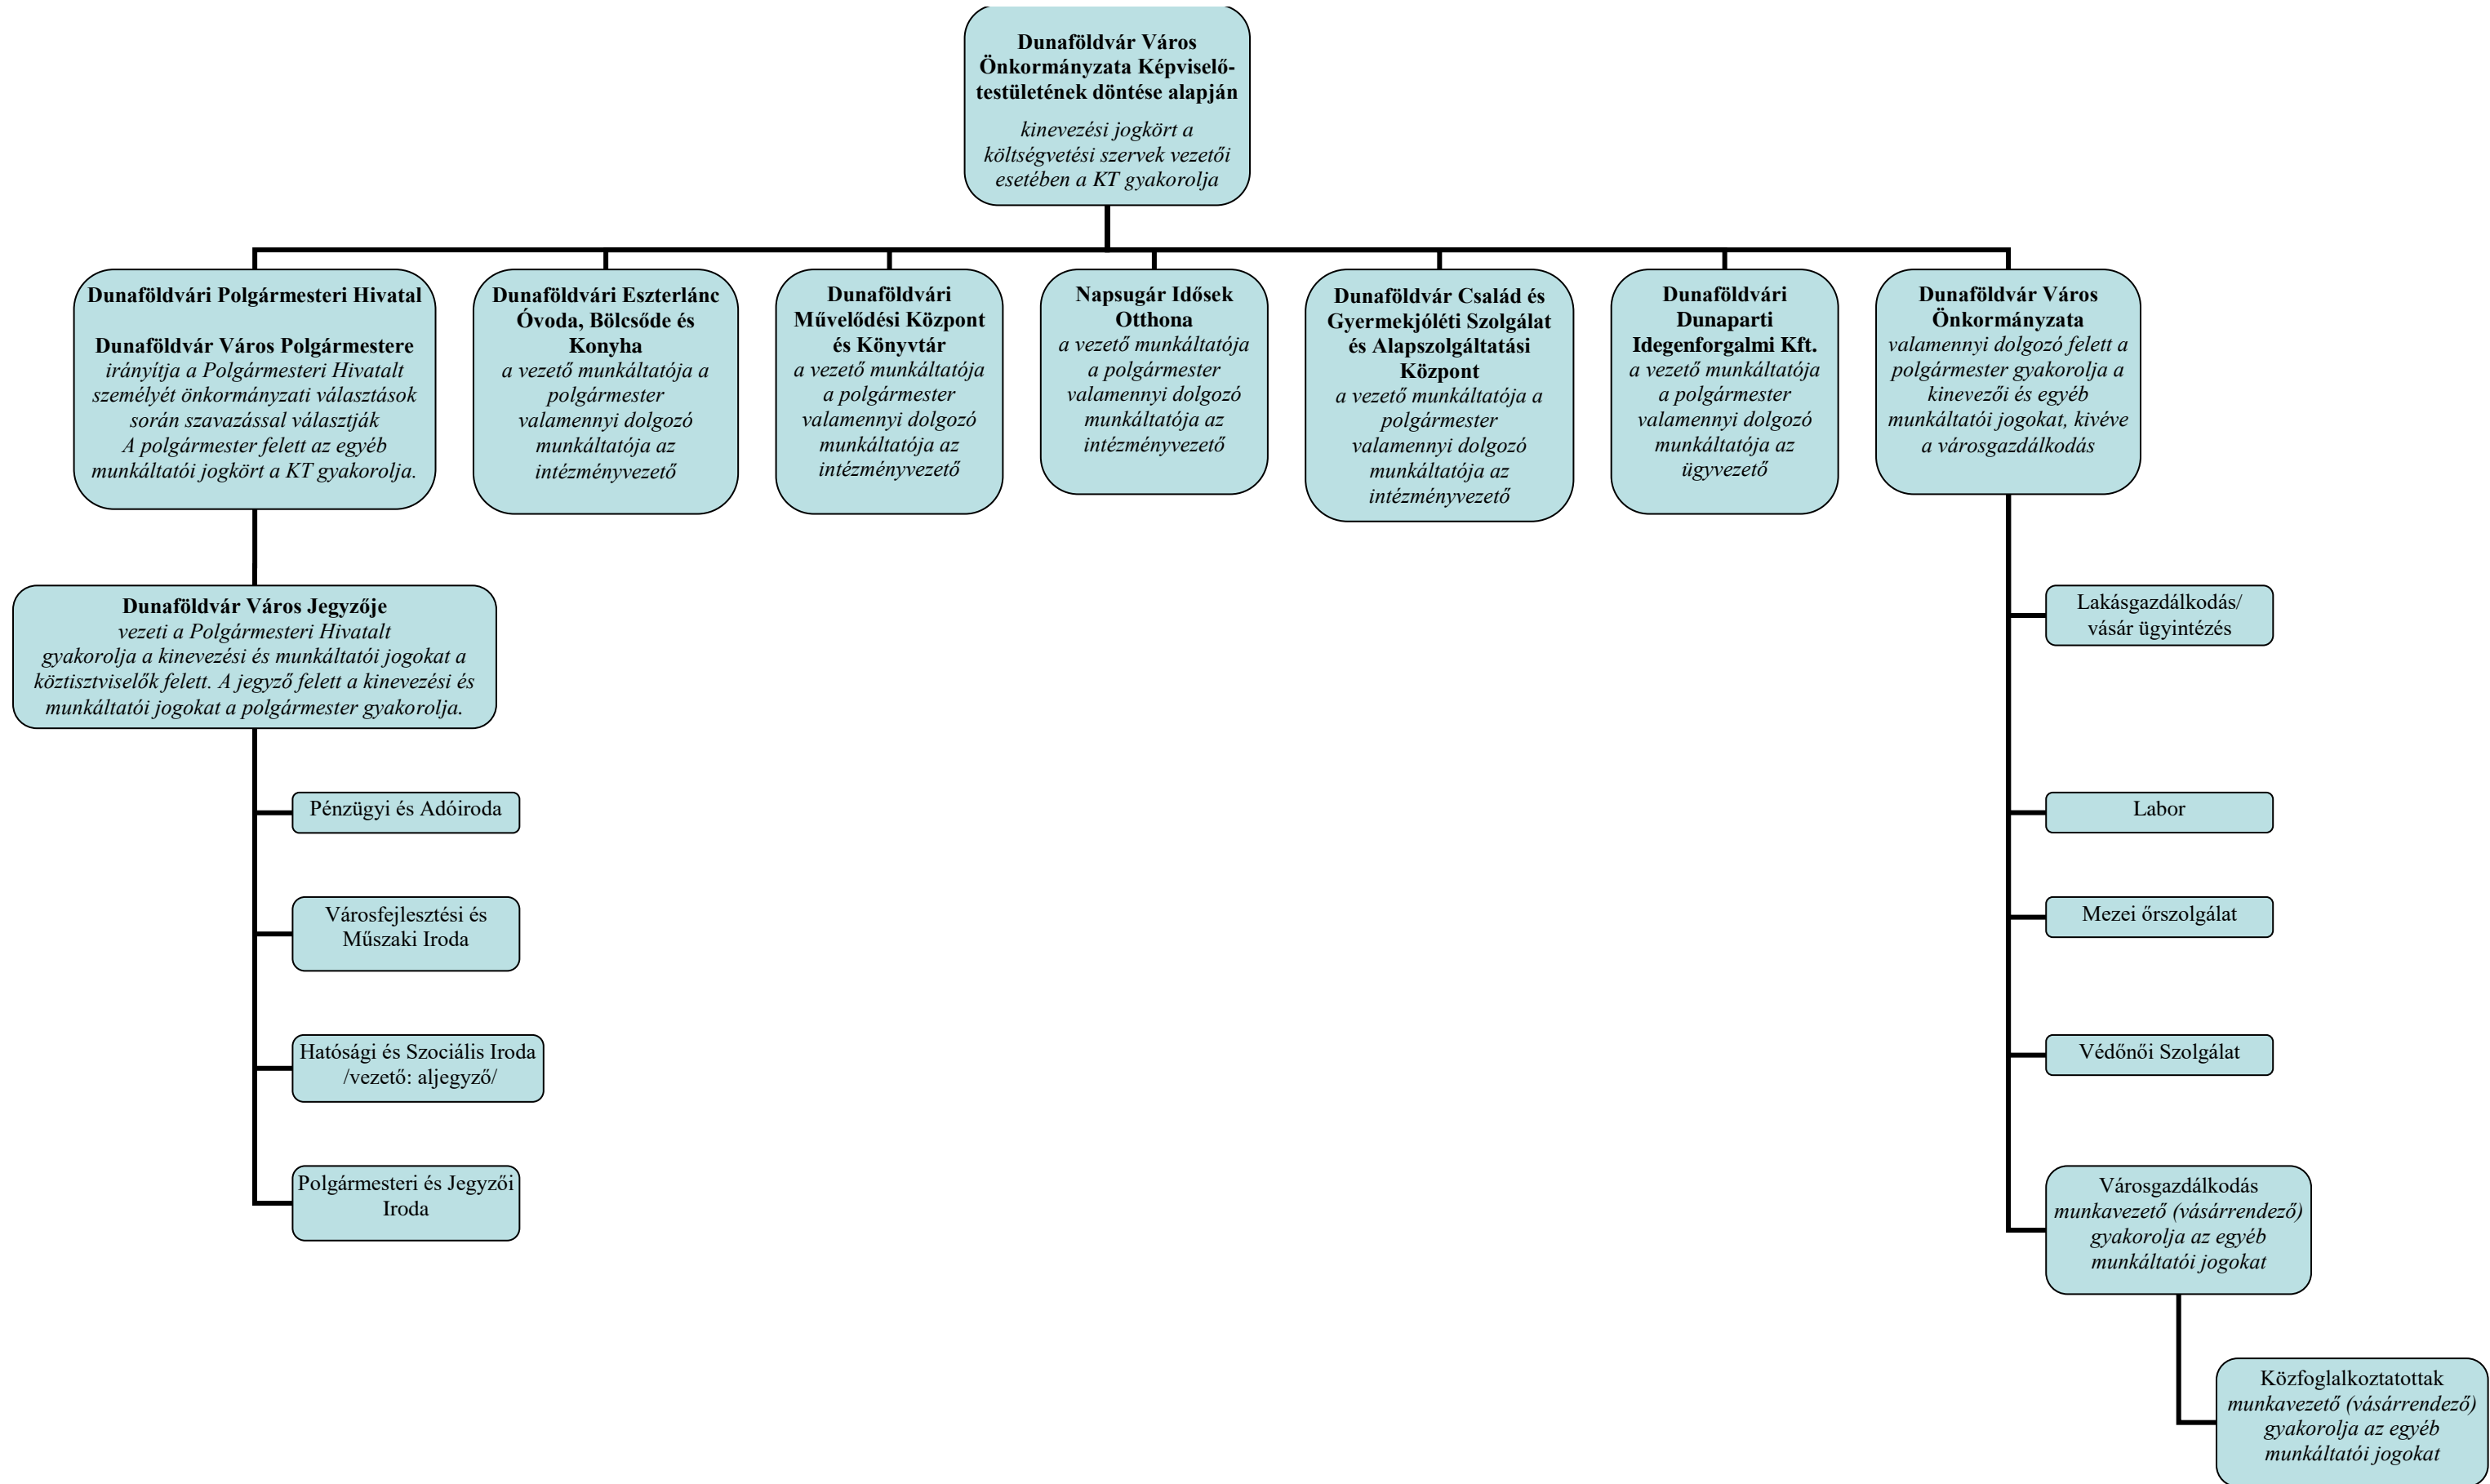 Dunaföldvár Város
Önkormányzata Képviselő-
testületének döntése alapján
kinevezési jogkört a
költségvetési szervek vezetői
esetében a KT gyakorolja
Dunaföldvári Polgármesteri Hivatal
Dunaföldvár Város Polgármestere
irányítja a Polgármesteri Hivatalt
személyét önkormányzati választások
során szavazással választják
A polgármester felett az egyéb
munkáltatói jogkört a KT gyakorolja.
Dunaföldvári Eszterlánc
Óvoda, Bölcsőde és
Konyha
a vezető munkáltatója a
polgármester
valamennyi dolgozó
munkáltatója az
intézményvezető
Dunaföldvári
Művelődési Központ
és Könyvtár
a vezető munkáltatója
a polgármester
valamennyi dolgozó
munkáltatója az
intézményvezető
Napsugár Idősek
Otthona
a vezető munkáltatója
a polgármester
valamennyi dolgozó
munkáltatója az
intézményvezető
Dunaföldvár Család és
Gyermekjóléti Szolgálat
és Alapszolgáltatási
Központ
a vezető munkáltatója a
polgármester
valamennyi dolgozó
munkáltatója az
intézményvezető
Dunaföldvári
Dunaparti
Idegenforgalmi Kft.
a vezető munkáltatója
a polgármester
valamennyi dolgozó
munkáltatója az
ügyvezető
Dunaföldvár Város
Önkormányzata
valamennyi dolgozó felett a
polgármester gyakorolja a
kinevezői és egyéb
munkáltatói jogokat, kivéve
a városgazdálkodás
Dunaföldvár Város Jegyzője
vezeti a Polgármesteri Hivatalt
gyakorolja a kinevezési és munkáltatói jogokat a
köztisztviselők felett. A jegyző felett a kinevezési és
munkáltatói jogokat a polgármester gyakorolja.
Pénzügyi és Adóiroda
Városfejlesztési és
Műszaki Iroda
Hatósági és Szociális Iroda
/vezető: aljegyző/
Polgármesteri és Jegyzői
Iroda
Lakásgazdálkodás/
vásár ügyintézés
Labor
Mezei őrszolgálat
Védőnői Szolgálat
Városgazdálkodás
munkavezető (vásárrendező)
gyakorolja az egyéb
munkáltatói jogokat
Közfoglalkoztatottak
munkavezető (vásárrendező)
gyakorolja az egyéb
munkáltatói jogokat